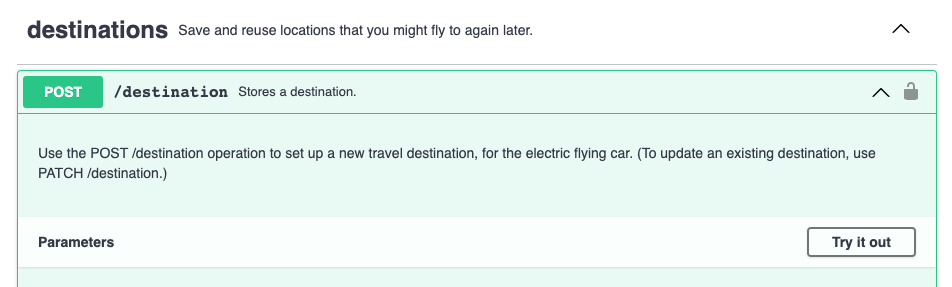 destinations Save and reuse locations that you might fly to again later.
POST /destination Stores a destination.
Use the POST /destination operation to set up a new travel destination, for the electric flying car. (To update an existing destination, use
PATCH /destination.)
Parameters Try it out